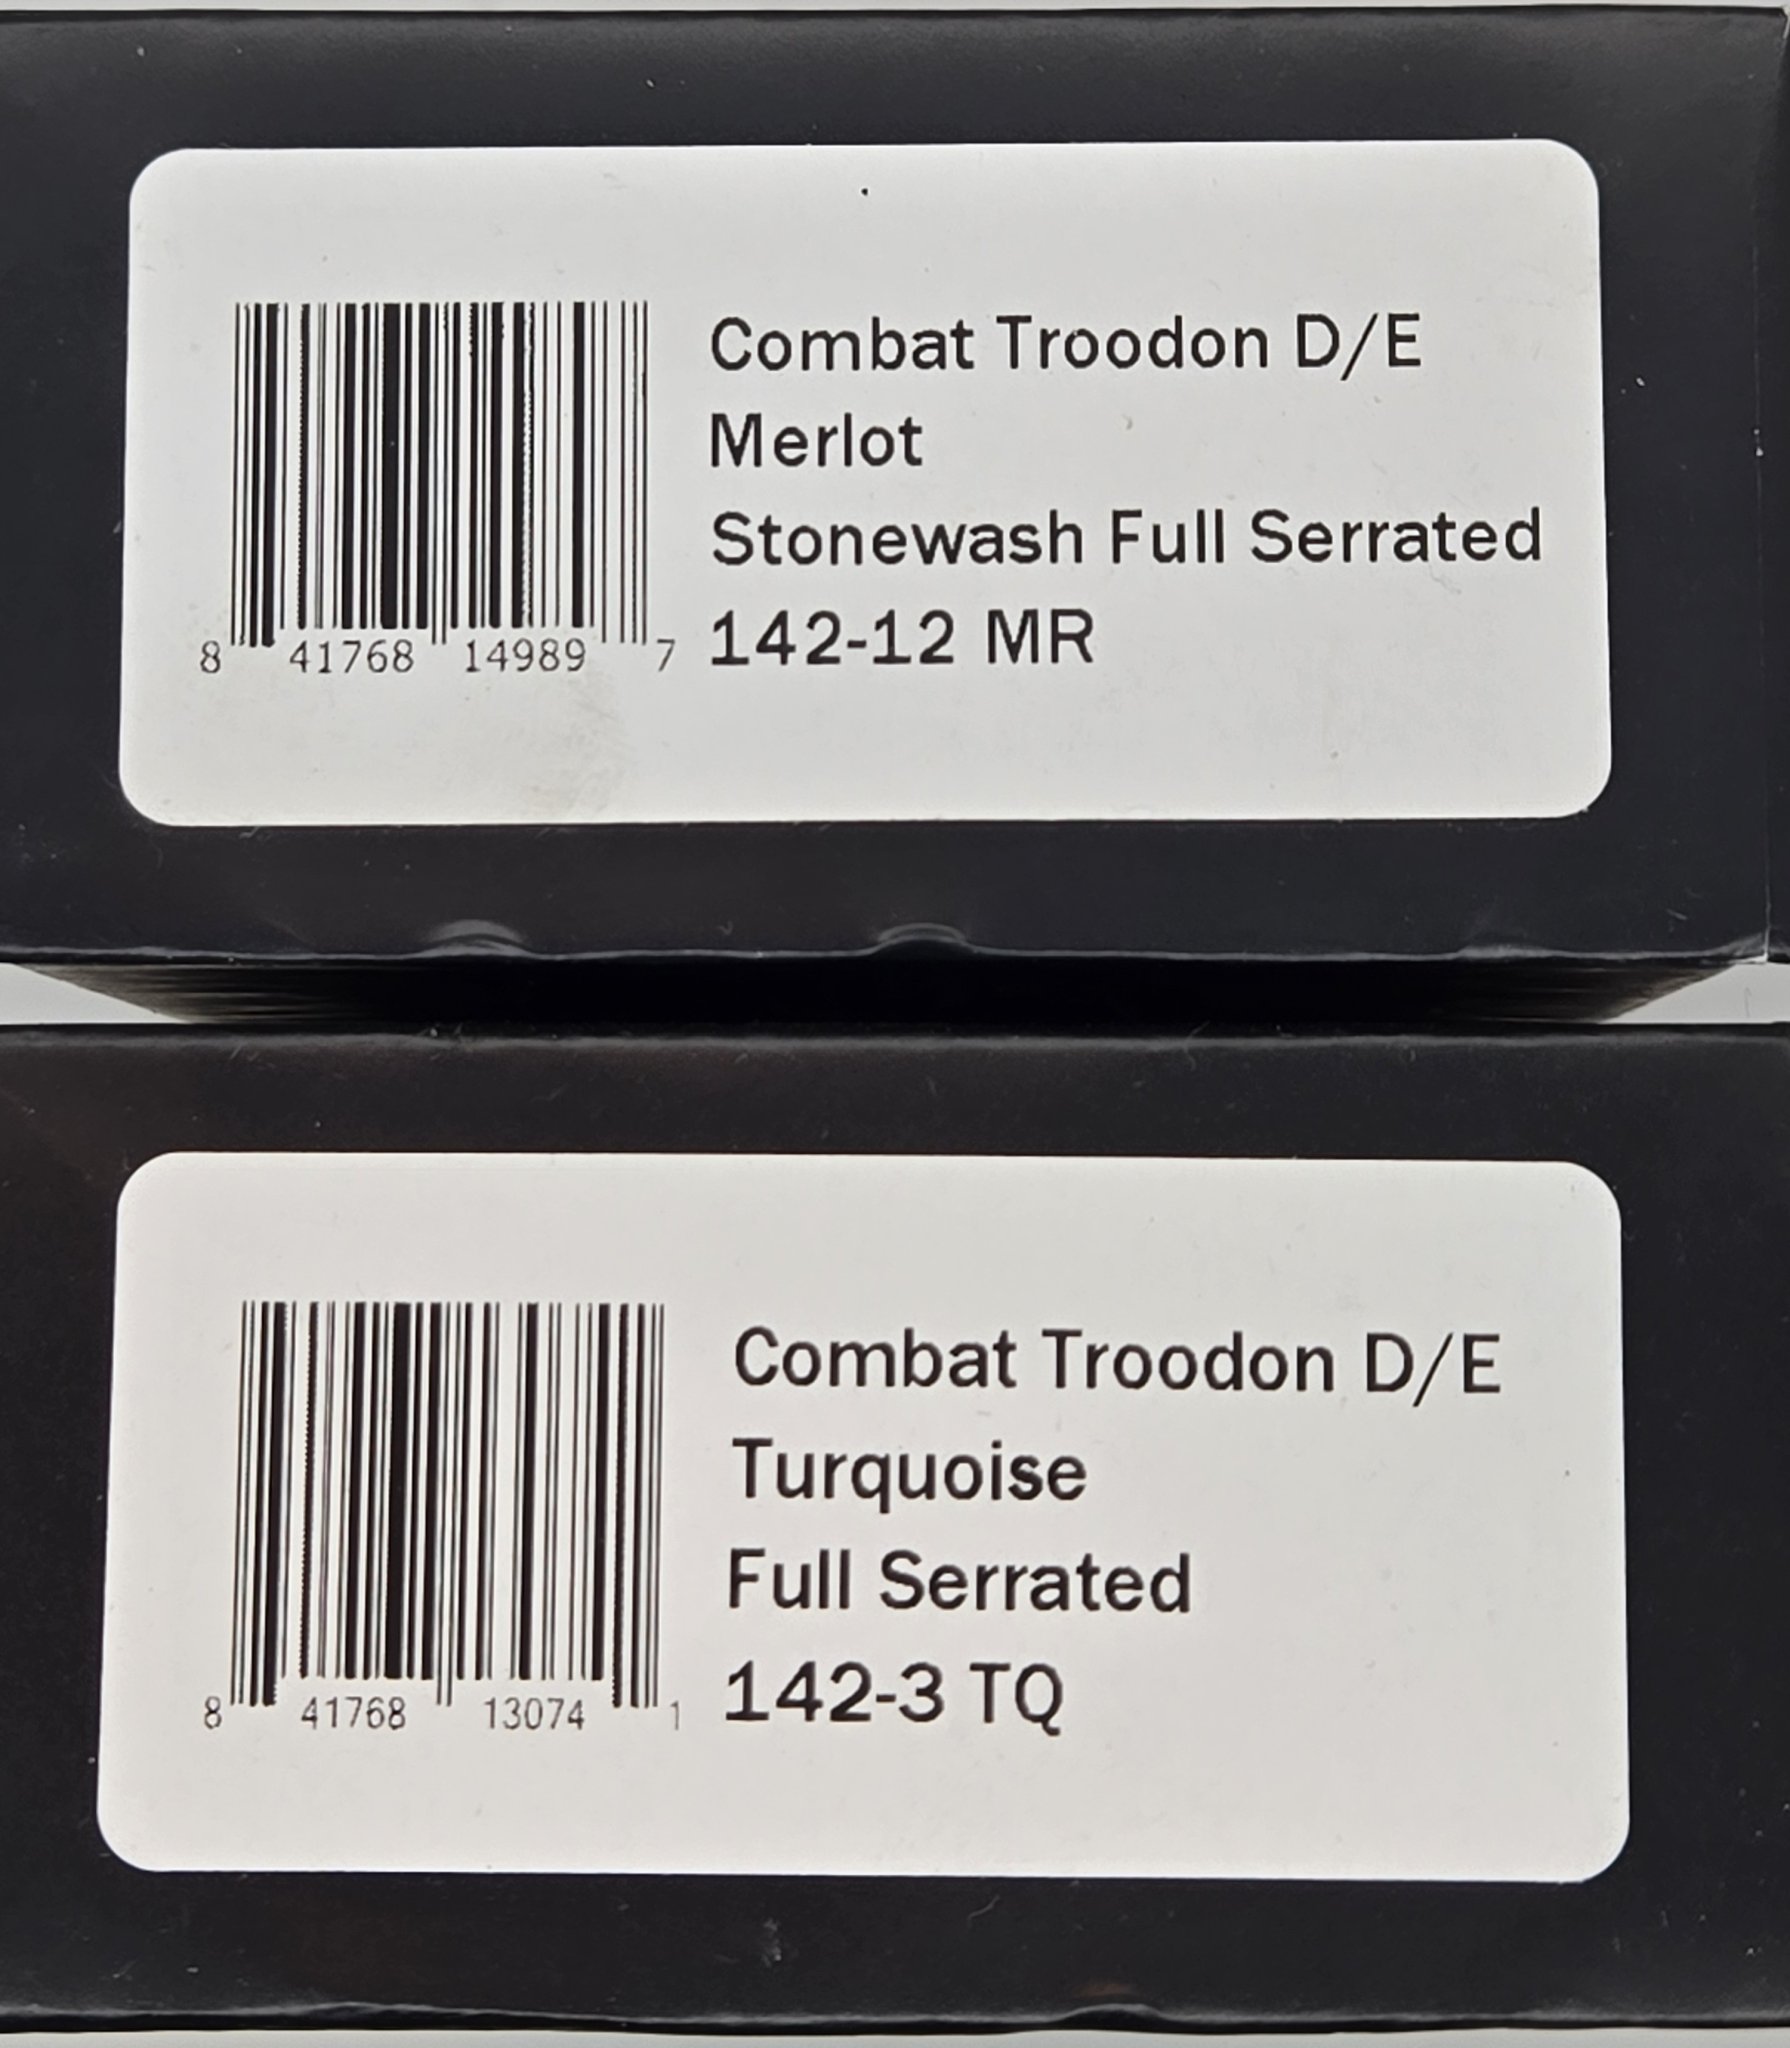 Combat Troodon D/E
Merlot
Stonewash Full Serrated
142-12 MR
8 41768 14989 7
Combat Troodon D/E
Turquoise
Full Serrated
142-3 TQ
8 41768 13074 1